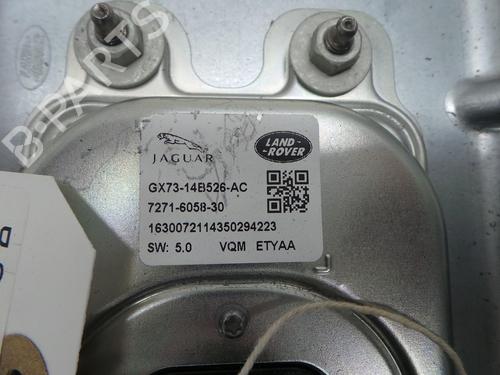 B-PARTS
JAGUAR
LAND-
ROVER
GX73-14B526-AC
7271-6058-30
1630072114350294223
SW: 5.0 VQM ETYAA